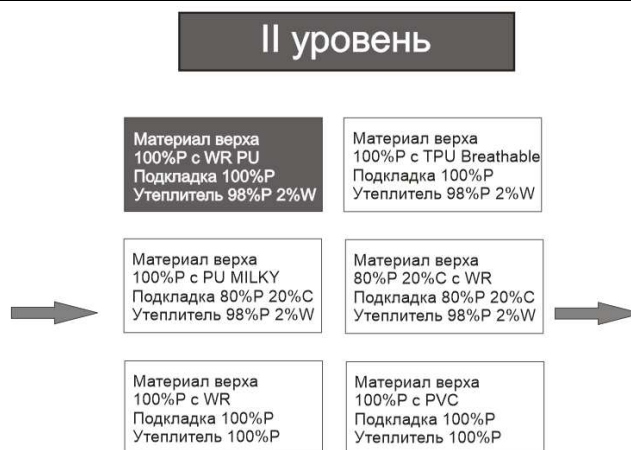 II уровень
Материал верха
100%P с WR PU
Подкладка 100%P
Утеплитель 98%P 2%W
Материал верха
100%P с TPU Breathable
Подкладка 100%P
Утеплитель 98%P 2%W
Материал верха
100%P с PU MILKY
Подкладка 80%P 20%C
Утеплитель 98%P 2%W
Материал верха
80%P 20%C с WR
Подкладка 80%P 20%C
Утеплитель 98%P 2%W
Материал верха
100%P с WR
Подкладка 100%P
Утеплитель 100%P
Материал верха
100%P с PVC
Подкладка 100%P
Утеплитель 100%P